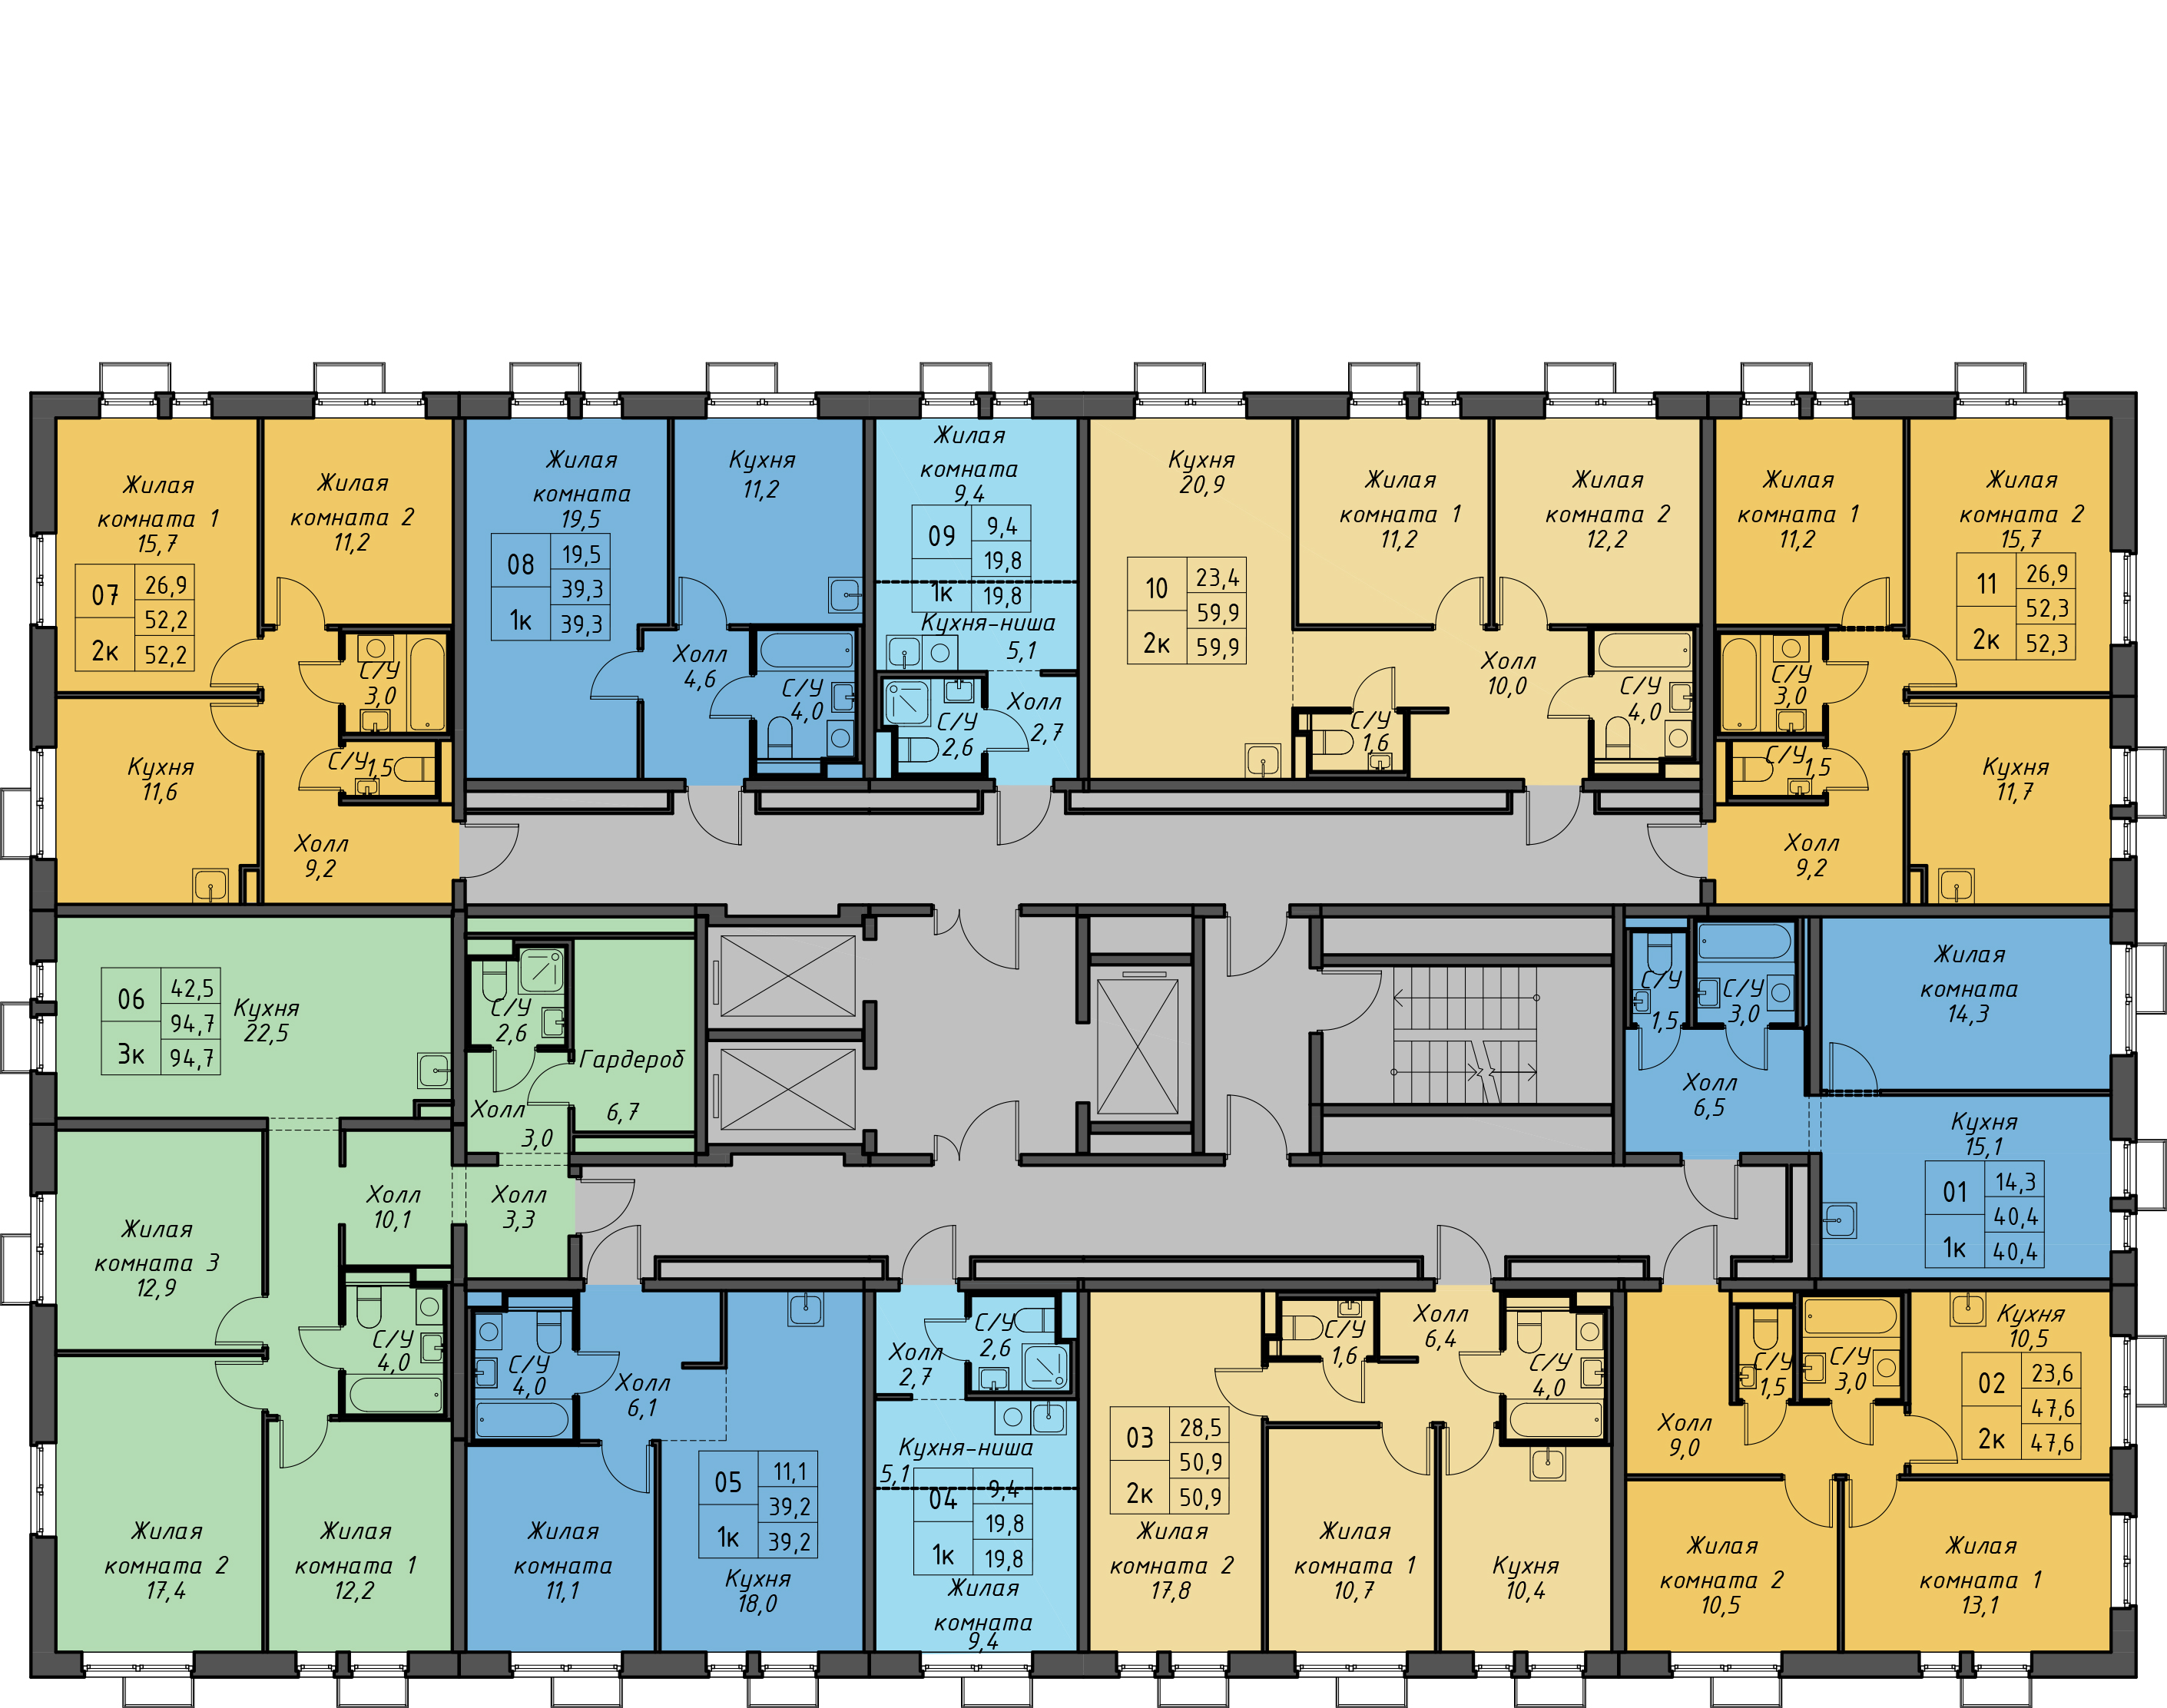 Жилая
комната 1
15,7
07
26,9
52,2
2к
52,2
Жилая
комната 2
11,2
С/У
3,0
С/У
1,5
Кухня
11,6
Холл
9,2
Жилая
комната
19,5
08
19,5
39,3
1к
39,3
Кухня
11,2
Холл
4,6
С/У
4,0
Жилая
комната
9,4
09
9,4
19,8
1к
19,8
Кухня-ниша
5,1
Холл
2,7
С/У
2,6
Кухня
20,9
10
23,4
59,9
2к
59,9
Жилая
комната 1
11,2
Жилая
комната 2
12,2
Холл
10,0
С/У
1,6
С/У
4,0
Жилая
комната 1
11,2
Жилая
комната 2
15,7
11
26,9
52,3
2к
52,3
С/У
3,0
С/У
1,5
Кухня
11,7
Холл
9,2
06
42,5
94,7
3к
94,7
Кухня
22,5
С/У
2,6
Гардероб
6,7
Холл
3,0
Холл
3,3
Холл
10,1
Жилая
комната 3
12,9
С/У
4,0
Жилая
комната 2
17,4
Жилая
комната 1
12,2
С/У
1,5
С/У
3,0
Жилая
комната
14,3
Холл
6,5
Кухня
15,1
01
14,3
40,4
1к
40,4
С/У
4,0
Холл
6,1
05
11,1
39,2
1к
39,2
Жилая
комната
11,1
Кухня
18,0
Холл
2,7
С/У
2,6
Кухня-ниша
5,1
04
9,4
19,8
1к
19,8
Жилая
комната
9,4
С/У
1,6
Холл
6,4
С/У
4,0
03
28,5
50,9
2к
50,9
Жилая
комната 2
17,8
Жилая
комната 1
10,7
Кухня
10,4
Холл
9,0
С/У
1,5
С/У
3,0
Кухня
10,5
02
23,6
47,6
2к
47,6
Жилая
комната 2
10,5
Жилая
комната 1
13,1